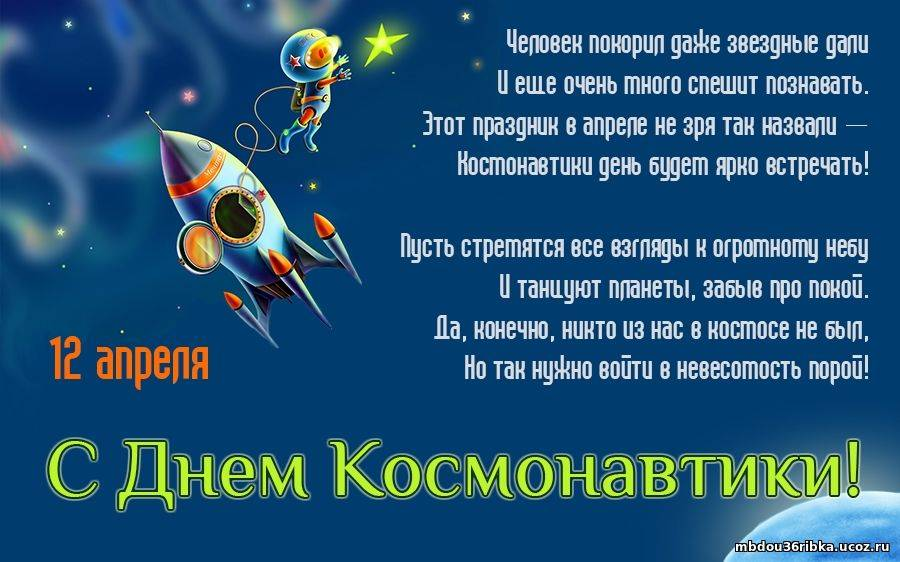 Человек покорил даже звездные дали
И еще очень много спешит познавать.
Этот праздник в апреле не зря так назвали —
Космонавтики день будет ярко встречать!
Пусть стремятся все взгляды к огромному небу
И танцуют планеты, забыв про покой.
Да, конечно, никто из нас в космосе не был,
Но так нужно войти в невесомость порой!
12 апреля
С Днем Космонавтики!
mbdou36ribka.ucoz.ru